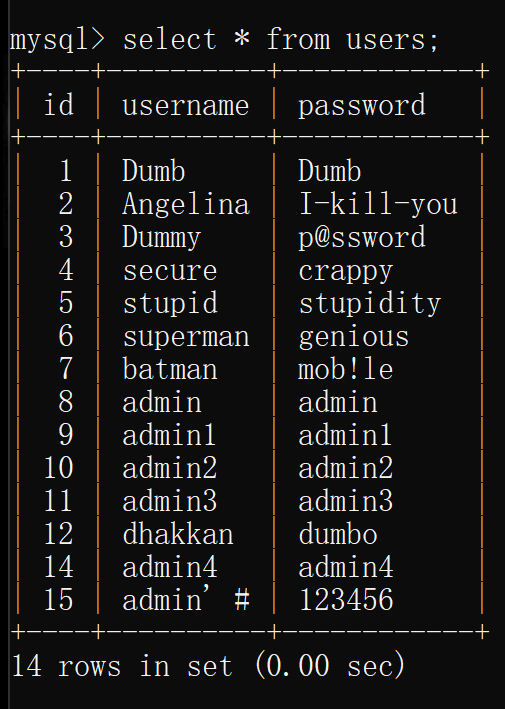 mysql> select * from users;
+----+----------+------------+
| id | username | password   |
+----+----------+------------+
|  1 | Dumb     | Dumb       |
|  2 | Angelina | I-kill-you |
|  3 | Dummy    | p@ssword   |
|  4 | secure   | crappy     |
|  5 | stupid   | stupidity  |
|  6 | superman | genious    |
|  7 | batman   | mob!le     |
|  8 | admin    | admin      |
|  9 | admin1   | admin1     |
| 10 | admin2   | admin2     |
| 11 | admin3   | admin3     |
| 12 | dhakkan  | dumbo      |
| 14 | admin4   | admin4     |
| 15 | admin' # | 123456     |
+----+----------+------------+
14 rows in set (0.00 sec)